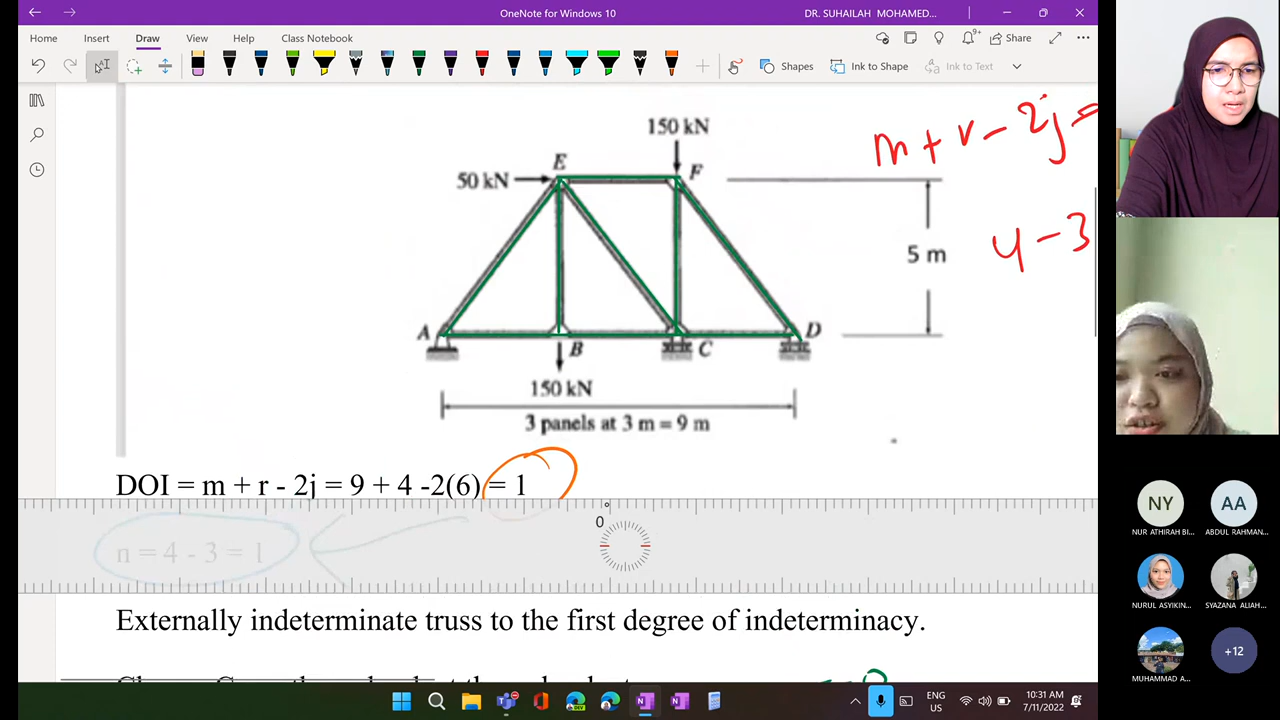 OneNote for Windows 10
DR. SUHAILAH MOHAMED...
Home Insert Draw View Help Class Notebook
9+
Share
Shapes
Ink to Shape
Ink to Text
150 kN
m + r - 2j =
E
F
50 kN
5 m
4 - 3
A
B
C
D
150 kN
3 panels at 3 m = 9 m
DOI = m + r - 2j = 9 + 4 -2(6) = 1
0
n = 4 - 3 = 1
Externally indeterminate truss to the first degree of indeterminacy.
NY
AA
NUR ATHIRAH BI...
ABDUL RAHMAN...
NURUL ASYIKIN...
SYAZANA ALIAH...
+12
MUHAMMAD A...
ENG
US
10:31 AM
7/11/2022